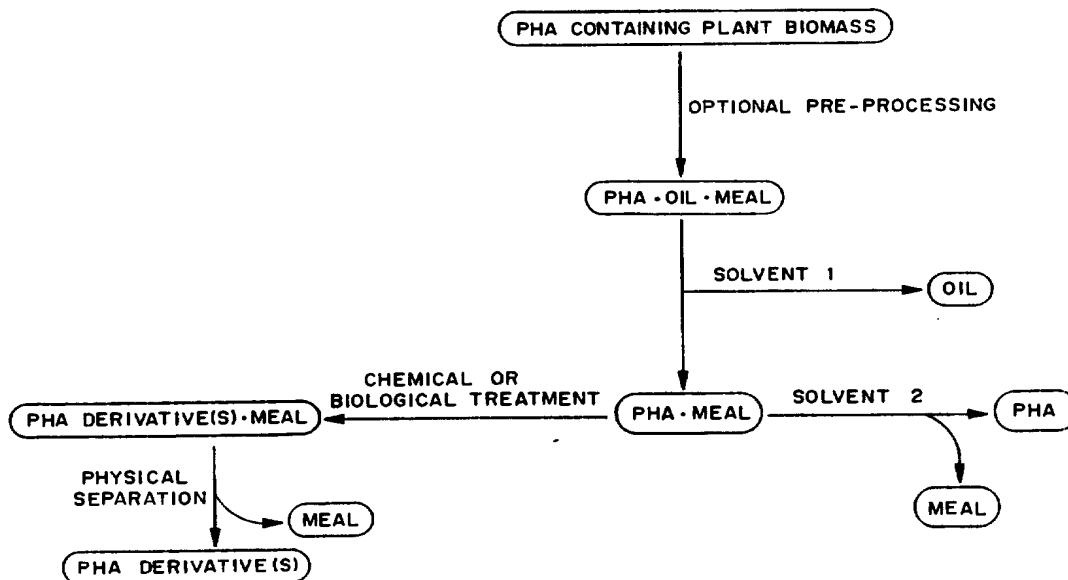 PHA CONTAINING PLANT BIOMASS
OPTIONAL PRE-PROCESSING
PHA·OIL·MEAL
SOLVENT 1
OIL
CHEMICAL OR
BIOLOGICAL TREATMENT
PHA DERIVATIVE(S)·MEAL
PHA·MEAL
SOLVENT 2
PHA
PHYSICAL
SEPARATION
MEAL
MEAL
PHA DERIVATIVE(S)